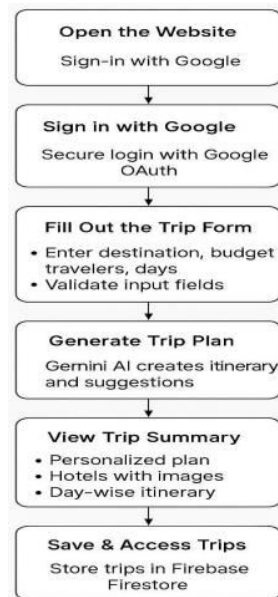 Open the Website
Sign-in with Google
Sign in with Google
Secure login with Google
OAuth
Fill Out the Trip Form
• Enter destination, budget
travelers, days
• Validate input fields
Generate Trip Plan
Gernini AI creates itinerary
and suggestions
View Trip Summary
• Personalized plan
• Hotels with images
• Day-wise itinerary
Save & Access Trips
Store trips in Firebase
Firestore